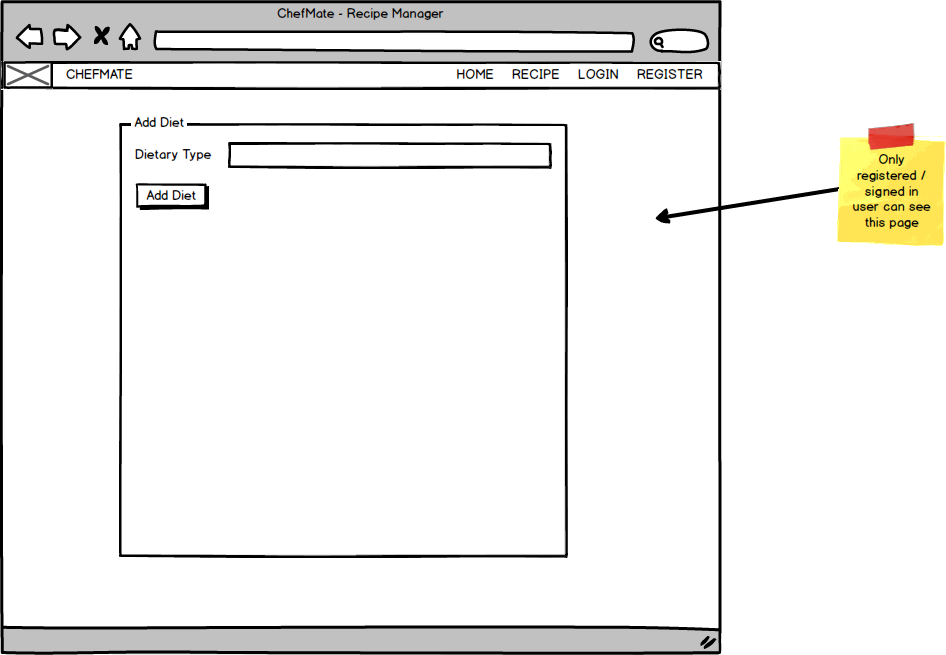 ChefMate - Recipe Manager
CHEFMATE HOME RECIPE LOGIN REGISTER
Add Diet
Dietary Type
Add Diet
Only
registered /
signed in
user can see
this page